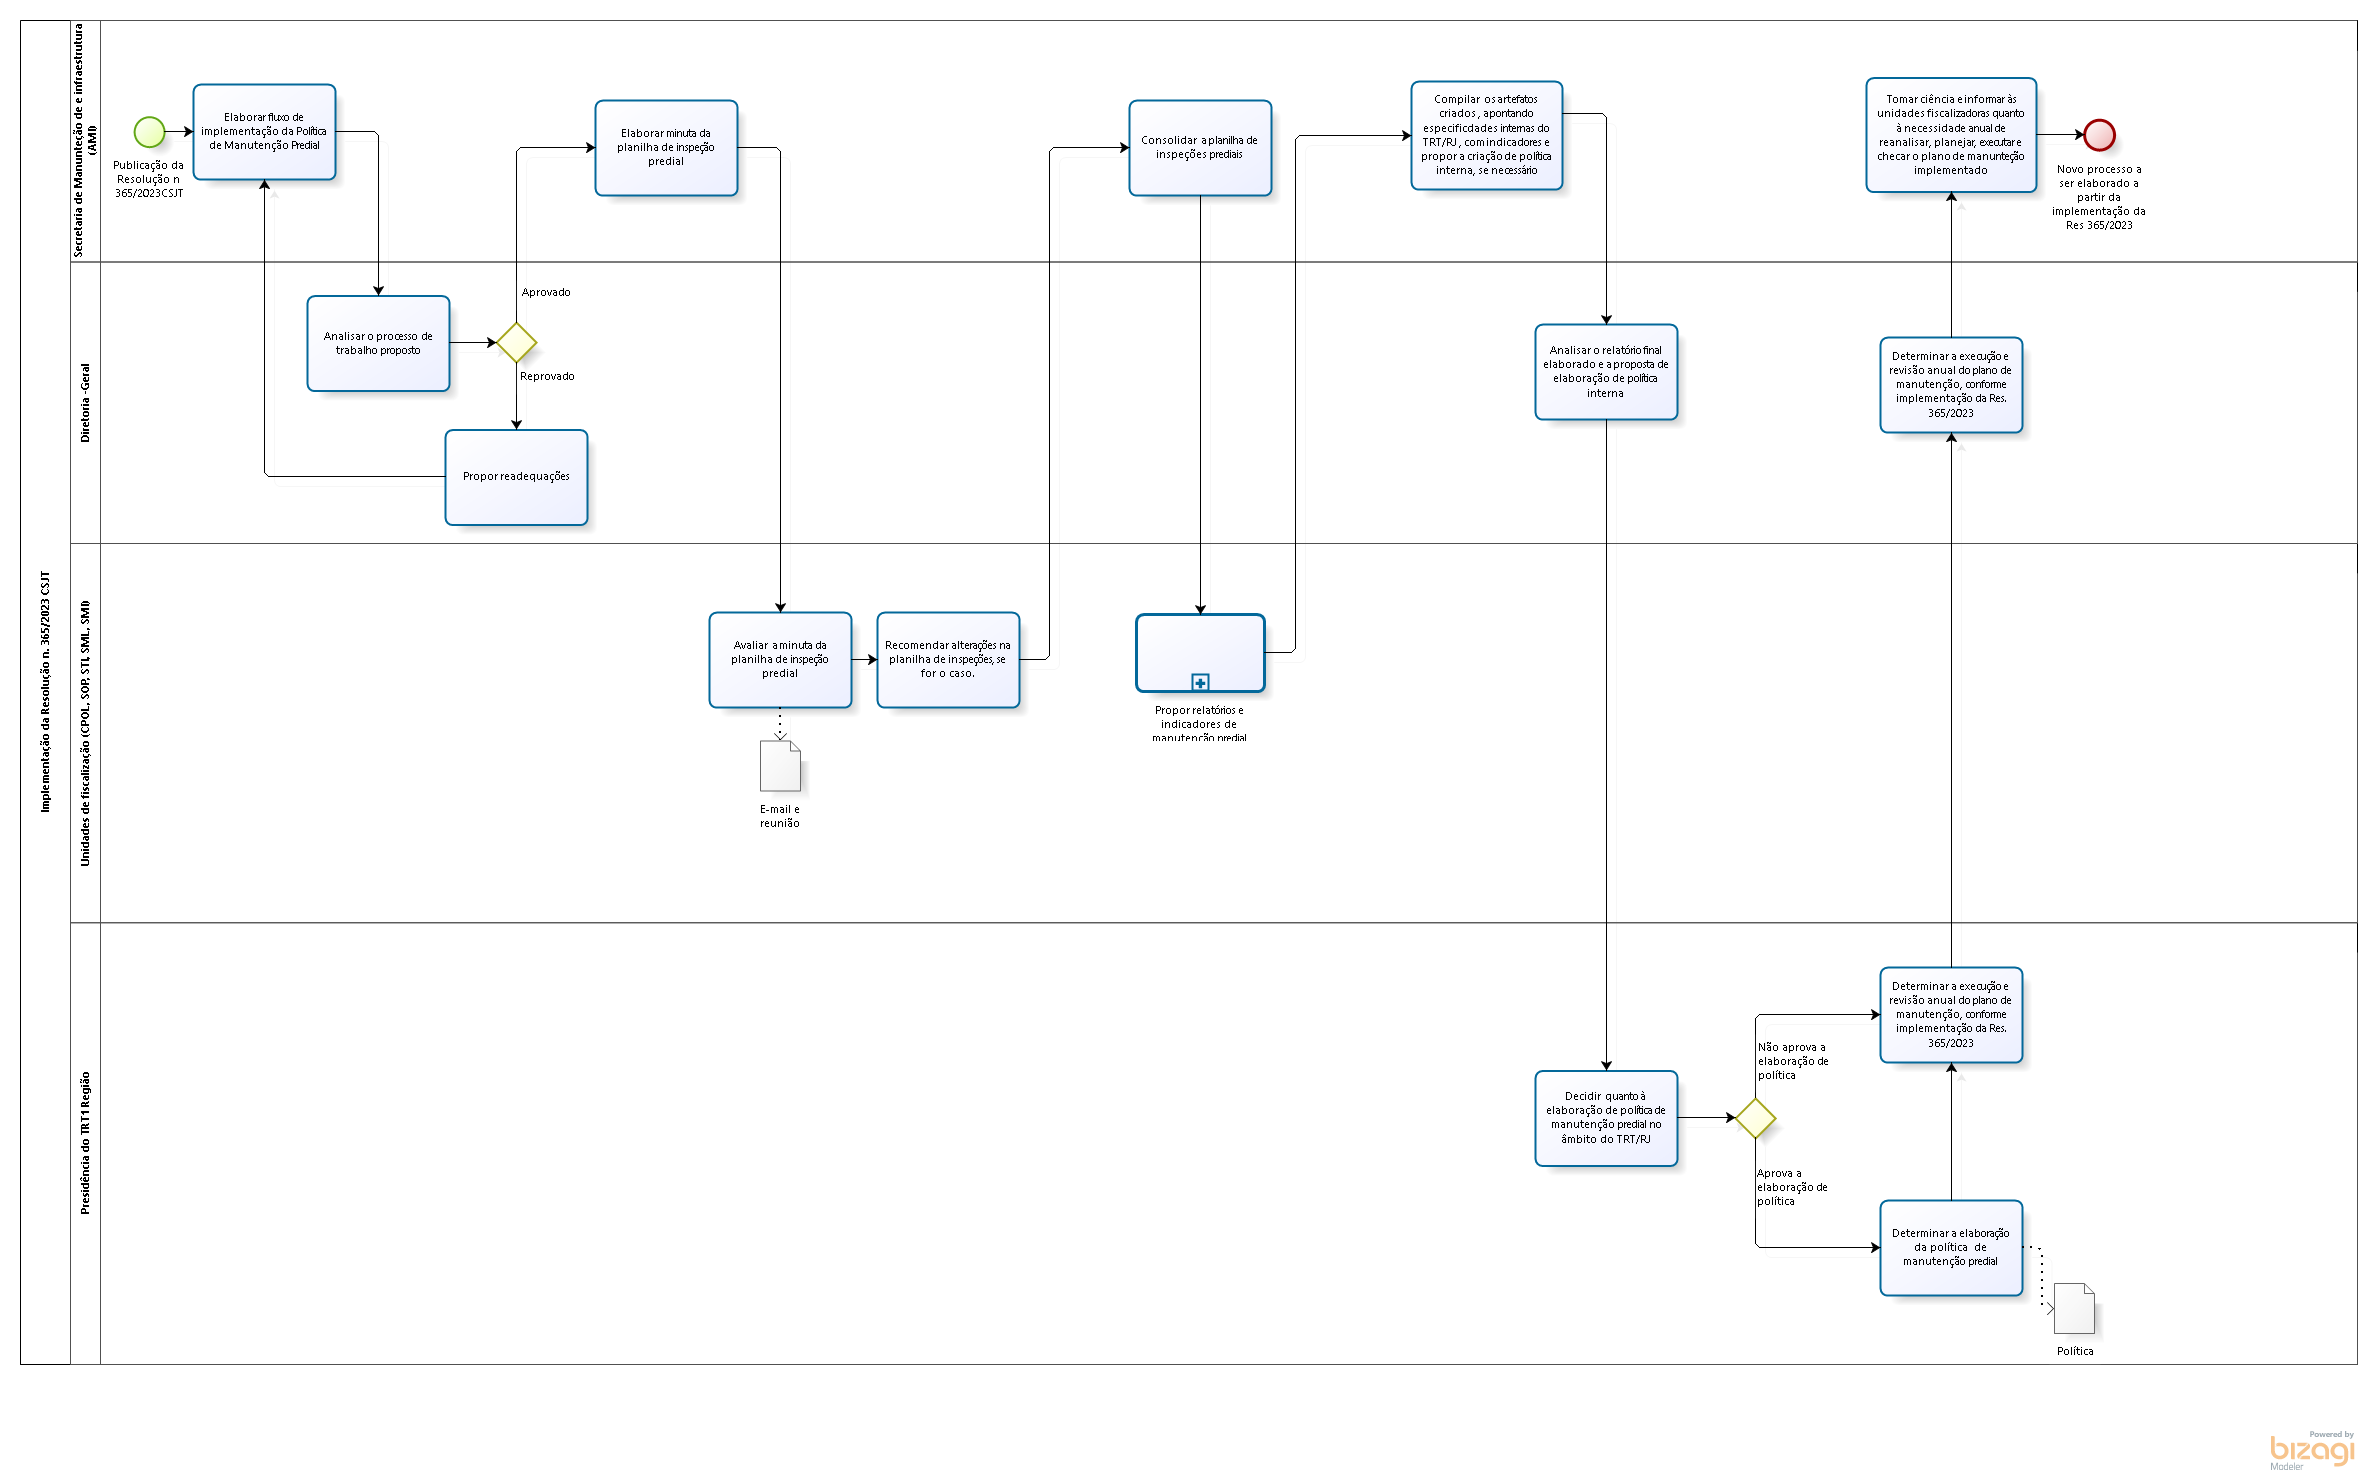 Implementação da Resolução n. 365/2023 CSJT
Secretaria de Manunteção de e infraestrutura
(AMI)
Publicação da
Resolução n
365/2023CSJT
Elaborar fluxo de
implementação da Política
de Manutenção Predial
Elaborar minuta da
planilha de inspeção
predial
Consolidar a planilha de
inspeções prediais
Compilar os artefatos
criados , apontando
especificdades internas do
TRT/RJ , com indicadores e
propor a criação de política
interna, se necessário
Tomar ciência e informar às
unidades fiscalizadoras quanto
à necessidade anual de
reanalisar, planejar, executar e
checar o plano de manunteção
implementado
Novo processo a
ser elaborado a
partir da
implementação da
Res 365/2023
Diretoria -Geral
Analisar o processo de
trabalho proposto
Aprovado
Reprovado
Propor readequações
Analisar o relatório final
elaborado e a proposta de
elaboração de política
interna
Determinar a execução e
revisão anual do plano de
manutenção, conforme
implementação da Res.
365/2023
Unidades de fiscalização (CPOL, SOP, STI, SML, SMI)
Avaliar a minuta da
planilha de inspeção
predial
E-mail e
reunião
Recomendar alterações na
planilha de inspeções, se
for o caso.
Propor relatórios e
indicadores de
manutenção predial
Presidência do TRT1 Região
Decidir quanto à
elaboração de política de
manutenção predial no
âmbito do TRT/RJ
Não aprova a
elaboração de
política
Aprova a
elaboração de
política
Determinar a execução e
revisão anual do plano de
manutenção, conforme
implementação da Res.
365/2023
Determinar a elaboração
da política de
manutenção predial
Política
Powered by
bizagi
Modeler